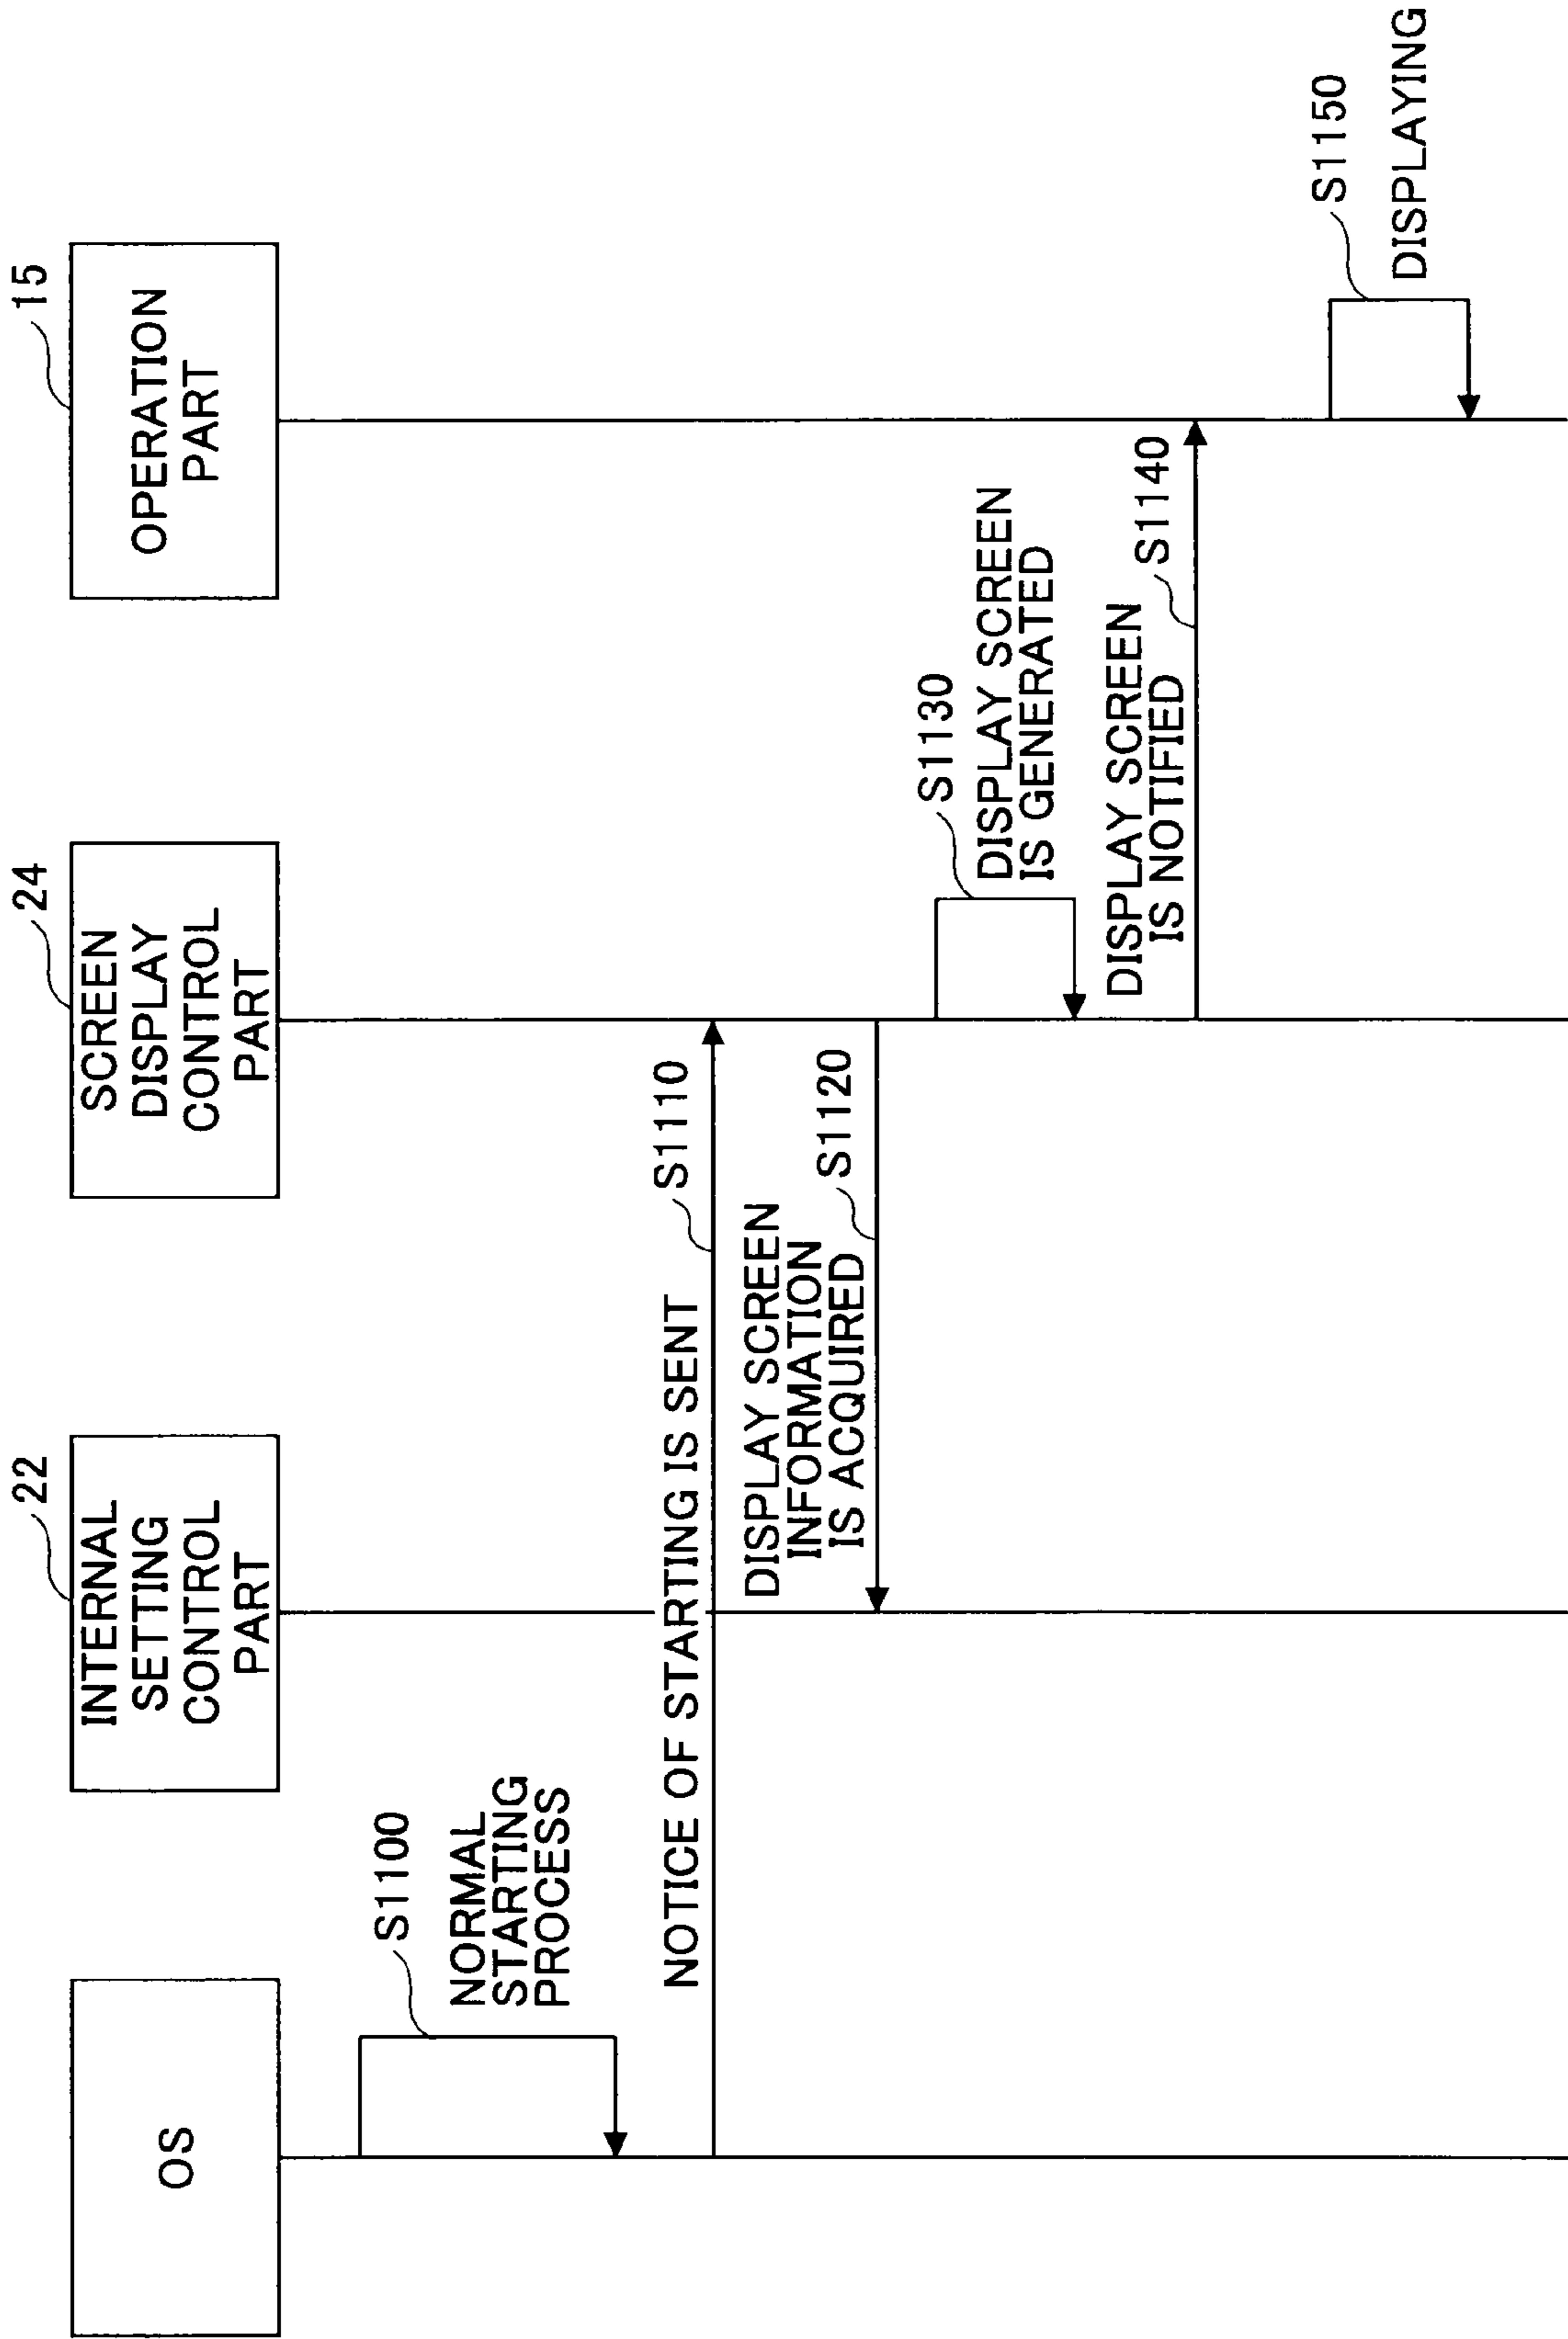 OS
22
INTERNAL
SETTING
CONTROL
PART
24
SCREEN
DISPLAY
CONTROL
PART
15
OPERATION
PART
S1100
NORMAL
STARTING
PROCESS
NOTICE OF STARTING IS SENT
S1110
DISPLAY SCREEN
INFORMATION
IS ACQUIRED
S1120
S1130
DISPLAY SCREEN
IS GENERATED
DISPLAY SCREEN
IS NOTIFIED
S1140
S1150
DISPLAYING